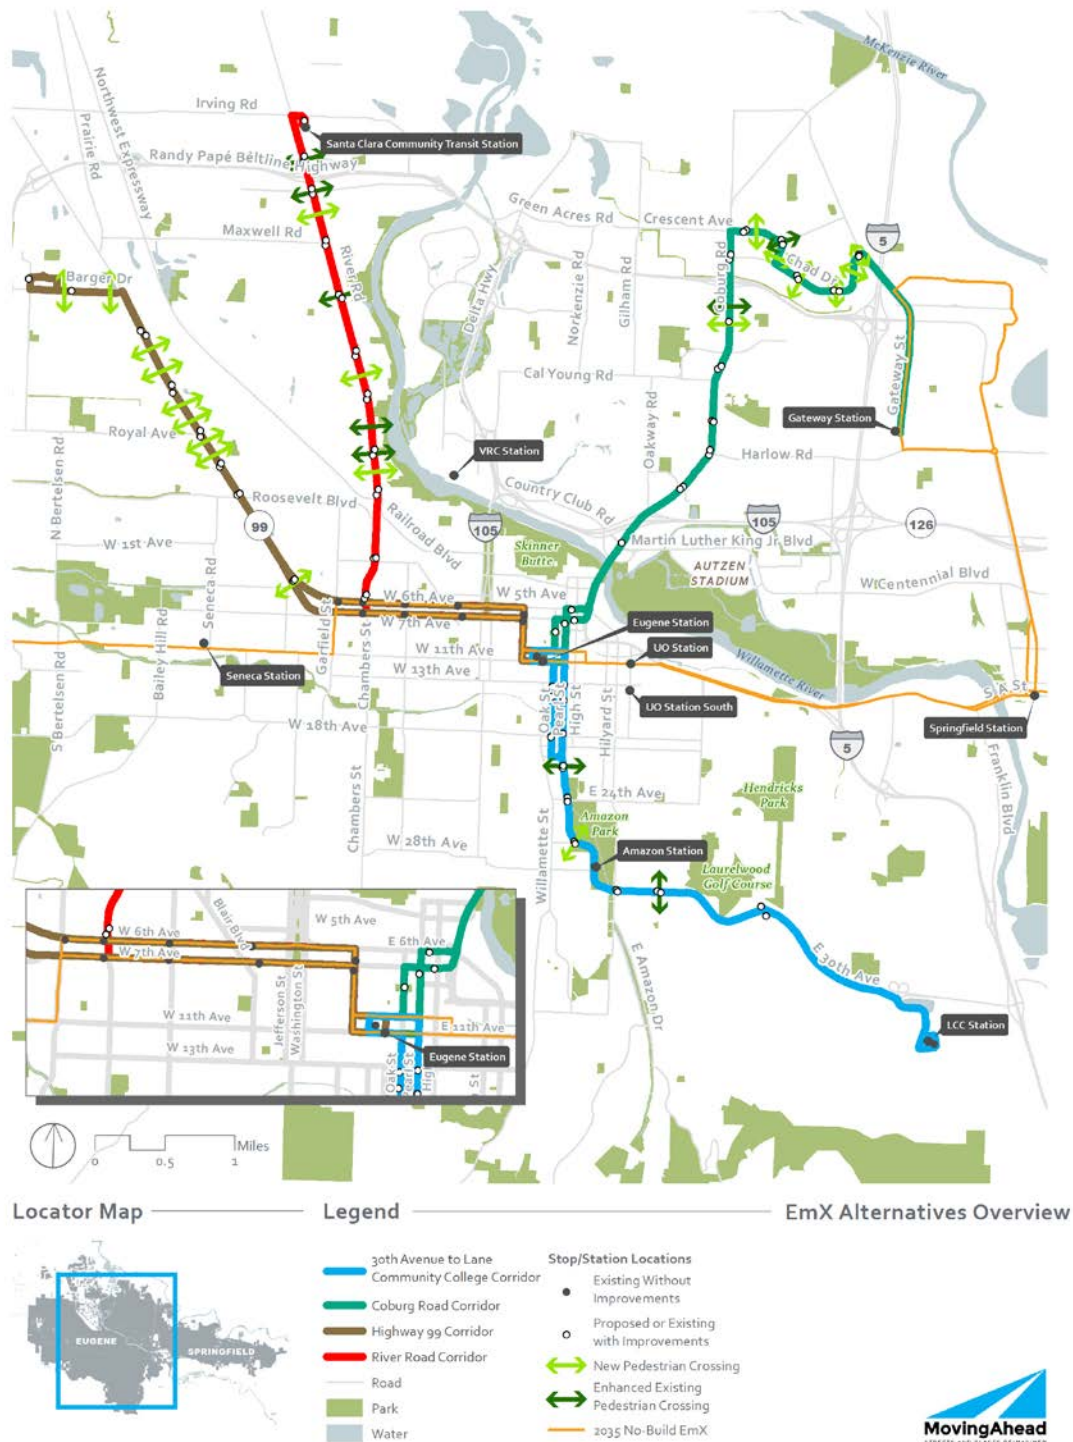 McKenzie River
Irving Rd
Northwest Expressway
Prairie Rd
Santa Clara Community Transit Station
Randy Papé Beltline Highway
Green Acres Rd
Crescent Ave
5
Maxwell Rd
River Rd
Delta Hwy
Norkenzie Rd
Gilham Rd
Coburg Rd
Chad Dr
Barger Dr
Gateway St
Cal Young Rd
Oakway Rd
Gateway Station
Royal Ave
N Bertelsen Rd
VRC Station
Harlow Rd
Roosevelt Blvd
Country Club Rd
99
Railroad Blvd
105
105
126
W 1st Ave
Skinner
Butte
Martin Luther King Jr Blvd
AUTZEN
STADIUM
W Centennial Blvd
Seneca Rd
W 6th Ave
W 5th Ave
W 7th Ave
Eugene Station
Bailey Hill Rd
Garfield St
Chambers St
W 11th Ave
UO Station
W 13th Ave
Willamette River
Seneca Station
S Bertelsen Rd
UO Station South
S A St
W 18th Ave
Oak St
Pearl St
High St
Hilyard St
Springfield Station
5
Franklin Blvd
E 24th Ave
Hendricks
Park
Chambers St
Willamette St
Amazon
Park
W 28th Ave
Amazon Station
Laurelwood
Golf Course
E 30th Ave
E Amazon Dr
LCC Station
W 5th Ave
Blair Blvd
W 6th Ave
E 6th Ave
W 7th Ave
Jefferson St
Washington St
W 11th Ave
E 11th Ave
W 13th Ave
Eugene Station
Oak St
Pearl St
High
St
Miles
0 0.5 1
Locator Map
Legend
EmX Alternatives Overview
EUGENE
SPRINGFIELD
30th Avenue to Lane
Community College Corridor
Coburg Road Corridor
Highway 99 Corridor
River Road Corridor
Road
Park
Water
Stop/Station Locations
Existing Without
Improvements
Proposed or Existing
with Improvements
New Pedestrian Crossing
Enhanced Existing
Pedestrian Crossing
2035 No-Build EmX
MovingAhead